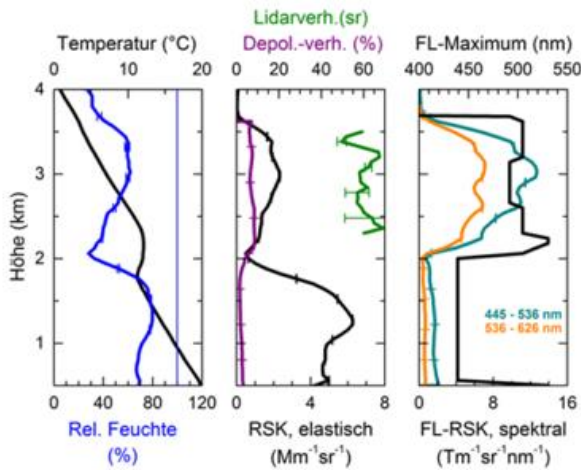 Lidarverh.(sr)
Temperatur (°C)
Depol.-verh. (%)
FL-Maximum (nm)
0 10 20
0 20 40 60
400 450 500 550
4
3
2
1
Höhe (km)
445 - 536 nm
536 - 626 nm
0 40 80 120
0 4 8
0 4 8 12 16
Rel. Feuchte
(%)
RSK, elastisch
(Mm⁻¹sr⁻¹)
FL-RSK, spektral
(Tm⁻¹sr⁻¹nm⁻¹)